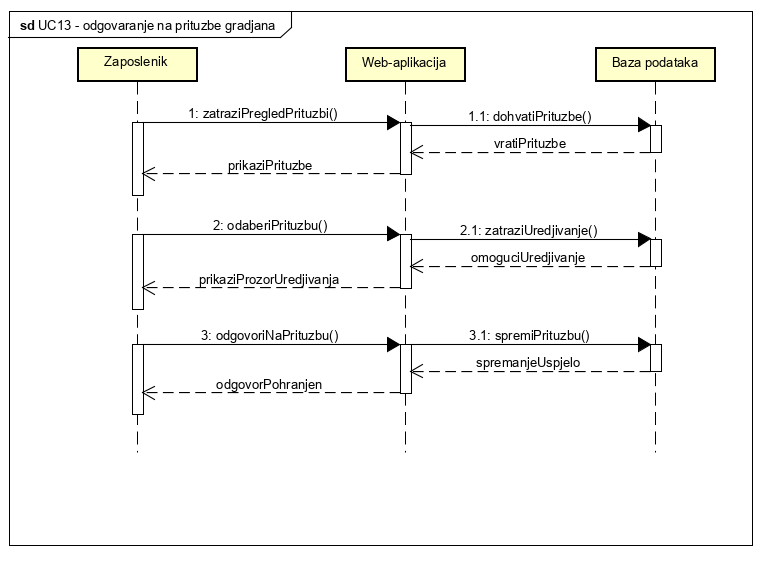 sd UC13 - odgovaranje na prituzbe gradjana
Zaposlenik
Web-aplikacija
Baza podataka
1: zatraziPregledPrituzbi()
1.1: dohvatiPrituzbe()
vratiPrituzbe
prikaziPrituzbe
2: odaberiPrituzbu()
2.1: zatraziUredjivanje()
omoguciUredjivanje
prikaziProzorUredjivanja
3: odgovoriNaPrituzbu()
3.1: spremiPrituzbu()
spremanjeUspjelo
odgovorPohranjen